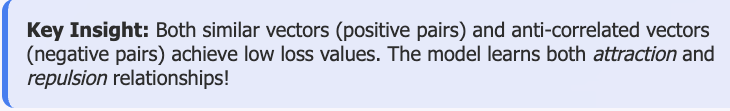 Key Insight: Both similar vectors (positive pairs) and anti-correlated vectors
(negative pairs) achieve low loss values. The model learns both attraction and
repulsion relationships!